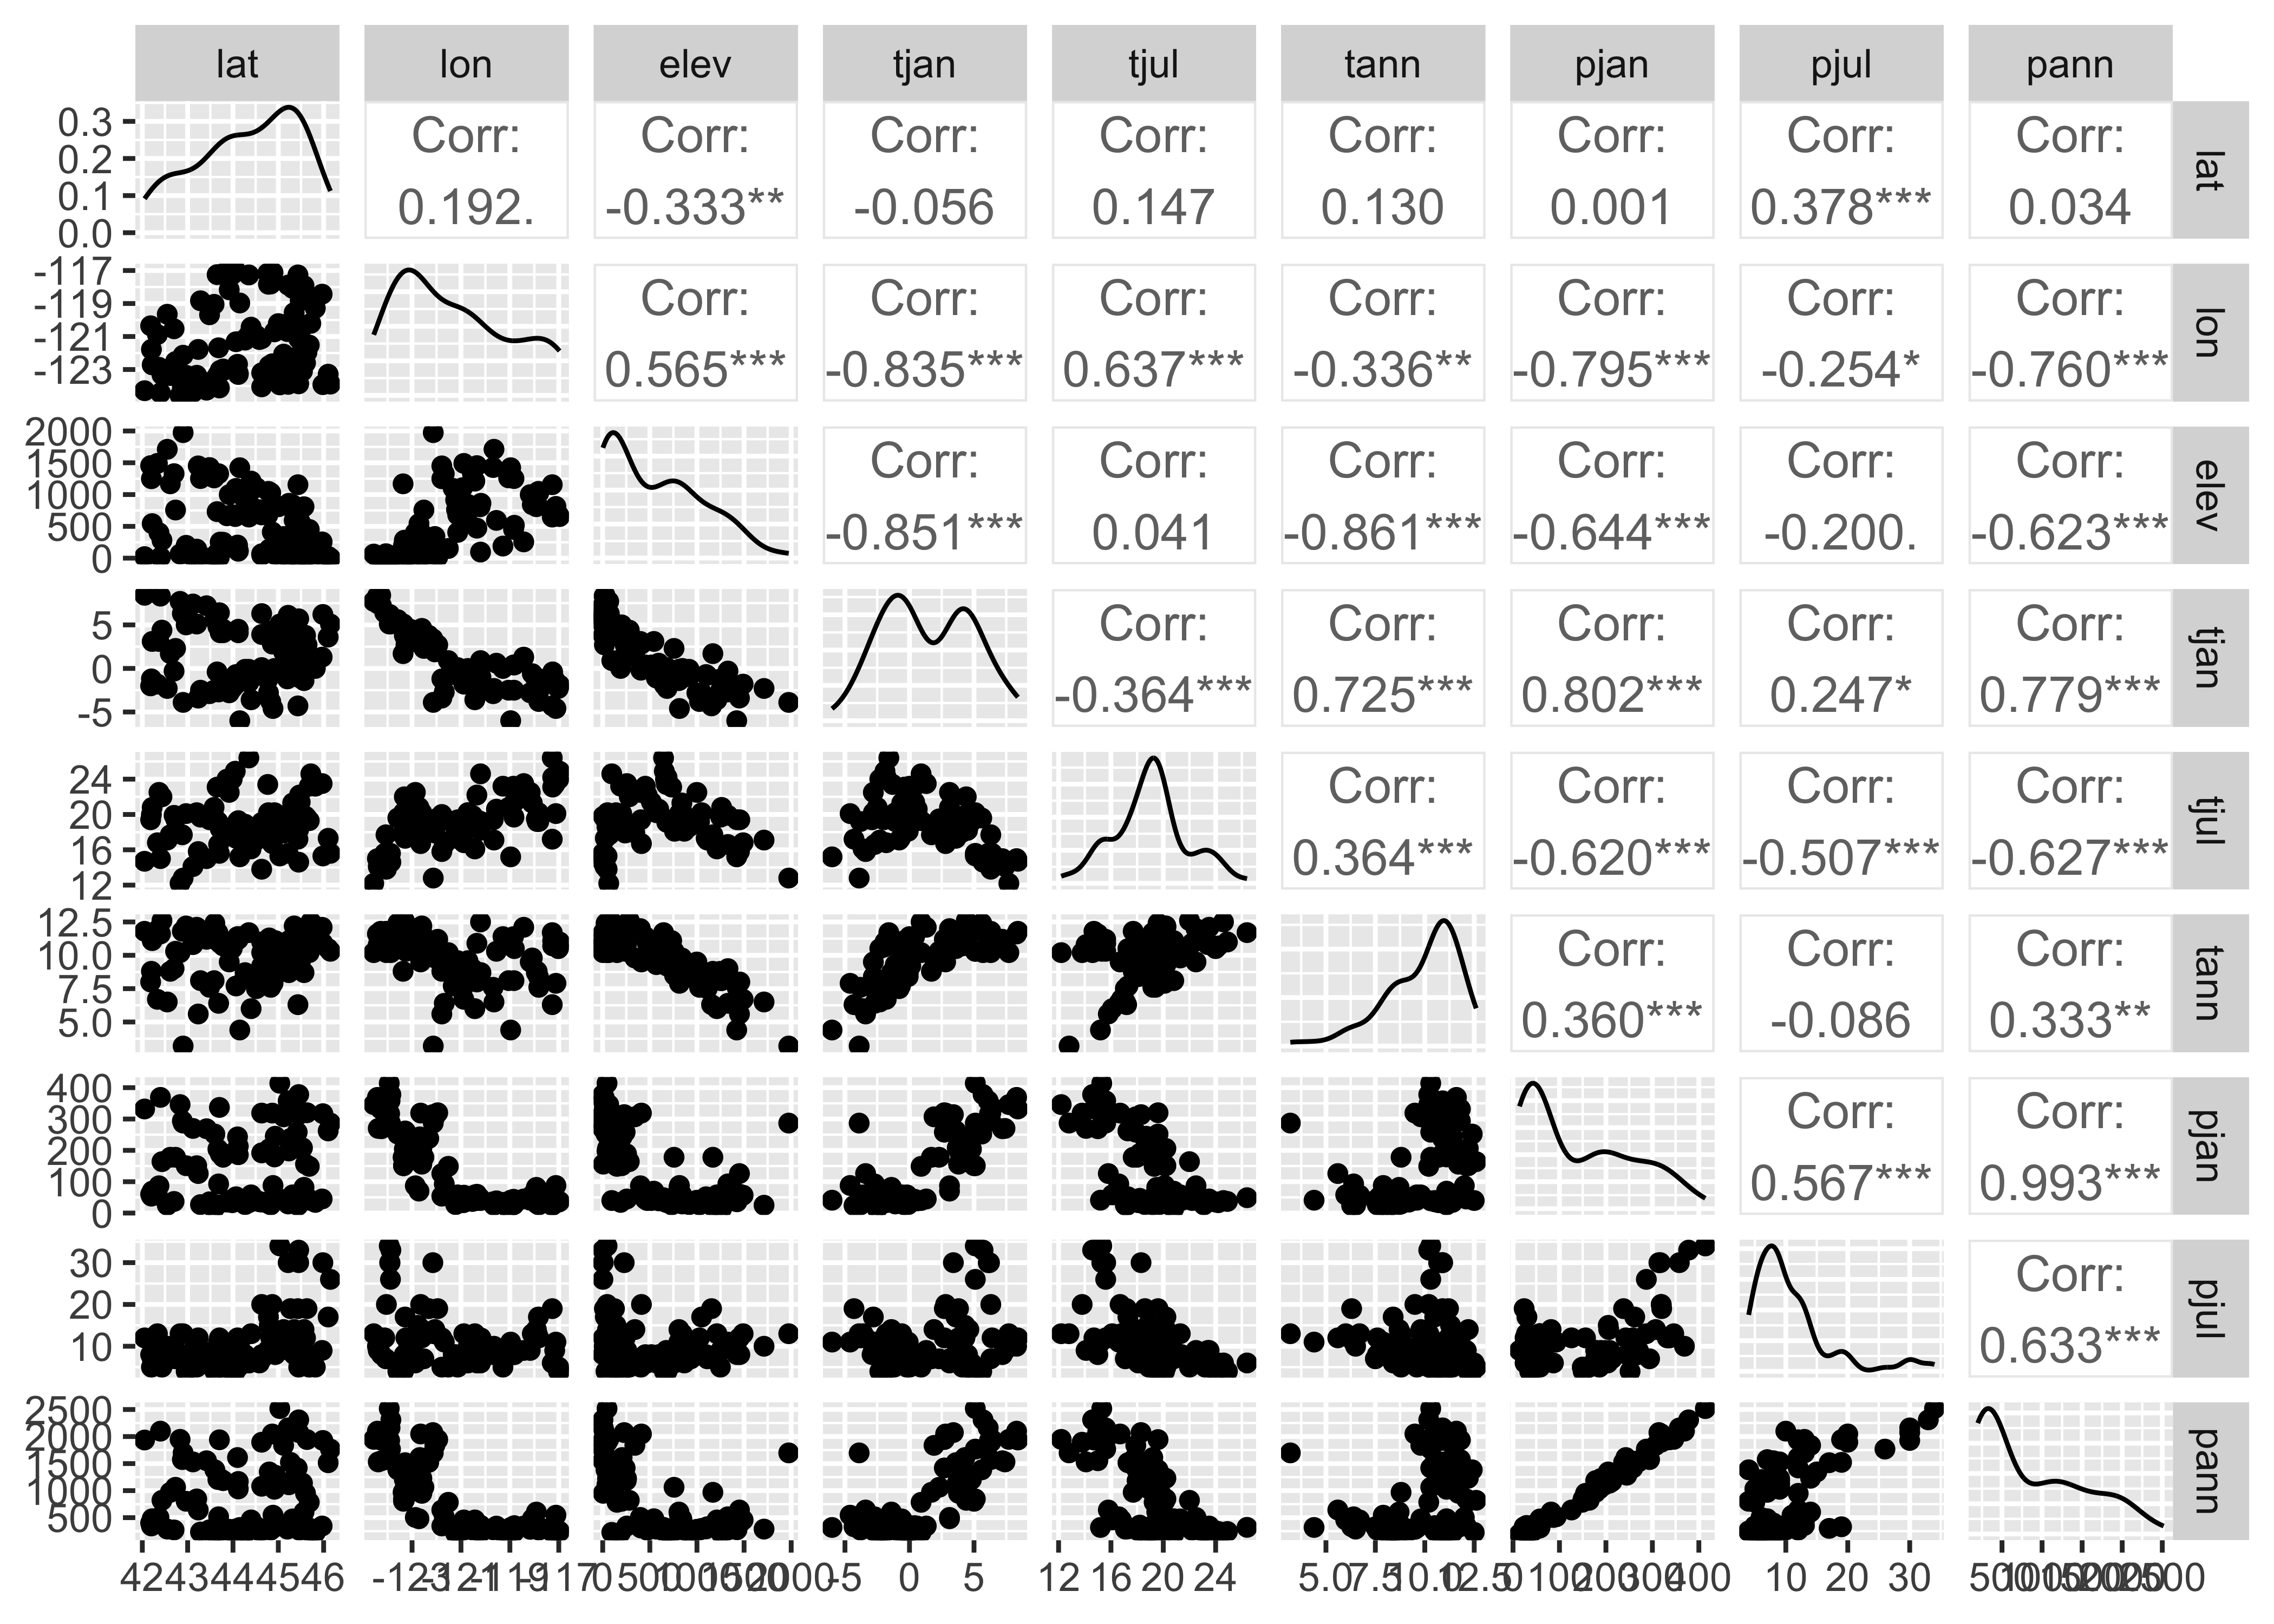 lat lon elev tjan tjul tann pjan pjul pann
0.3 Corr: Corr: Corr: Corr: Corr: Corr: Corr: Corr: lat
0.2
0.1 0.192. -0.333** -0.056 0.147 0.130 0.001 0.378*** 0.034
0.0
-117 Corr: Corr: Corr: Corr: Corr: Corr: Corr: lon
-119
-121
-123 0.565*** -0.835*** 0.637*** -0.336** -0.795*** -0.254* -0.760***
2000 Corr: Corr: Corr: Corr: Corr: Corr: elev
1500
1000
500 -0.851*** 0.041 -0.861*** -0.644*** -0.200. -0.623***
0
5 Corr: Corr: Corr: Corr: Corr: tjan
0
-5 -0.364*** 0.725*** 0.802*** 0.247* 0.779***
24 Corr: Corr: Corr: Corr: tjul
20
16 0.364*** -0.620*** -0.507*** -0.627***
12
12.5 Corr: Corr: Corr: tann
10.0
7.5
5.0 0.360*** -0.086 0.333**
400 Corr: Corr: pjan
300
200
100 0.567*** 0.993***
0
30 Corr: pjul
20
10 0.633***
2500 pann
2000
1500
1000
500
42 43 44 45 46 -123 -121 -119 -117 0 500 1000 1500 2000 -5 0 5 12 16 20 24 5.0 7.5 10.0 12.5 0 100 200 300 400 10 20 30 500 1000 1500 2000 2500